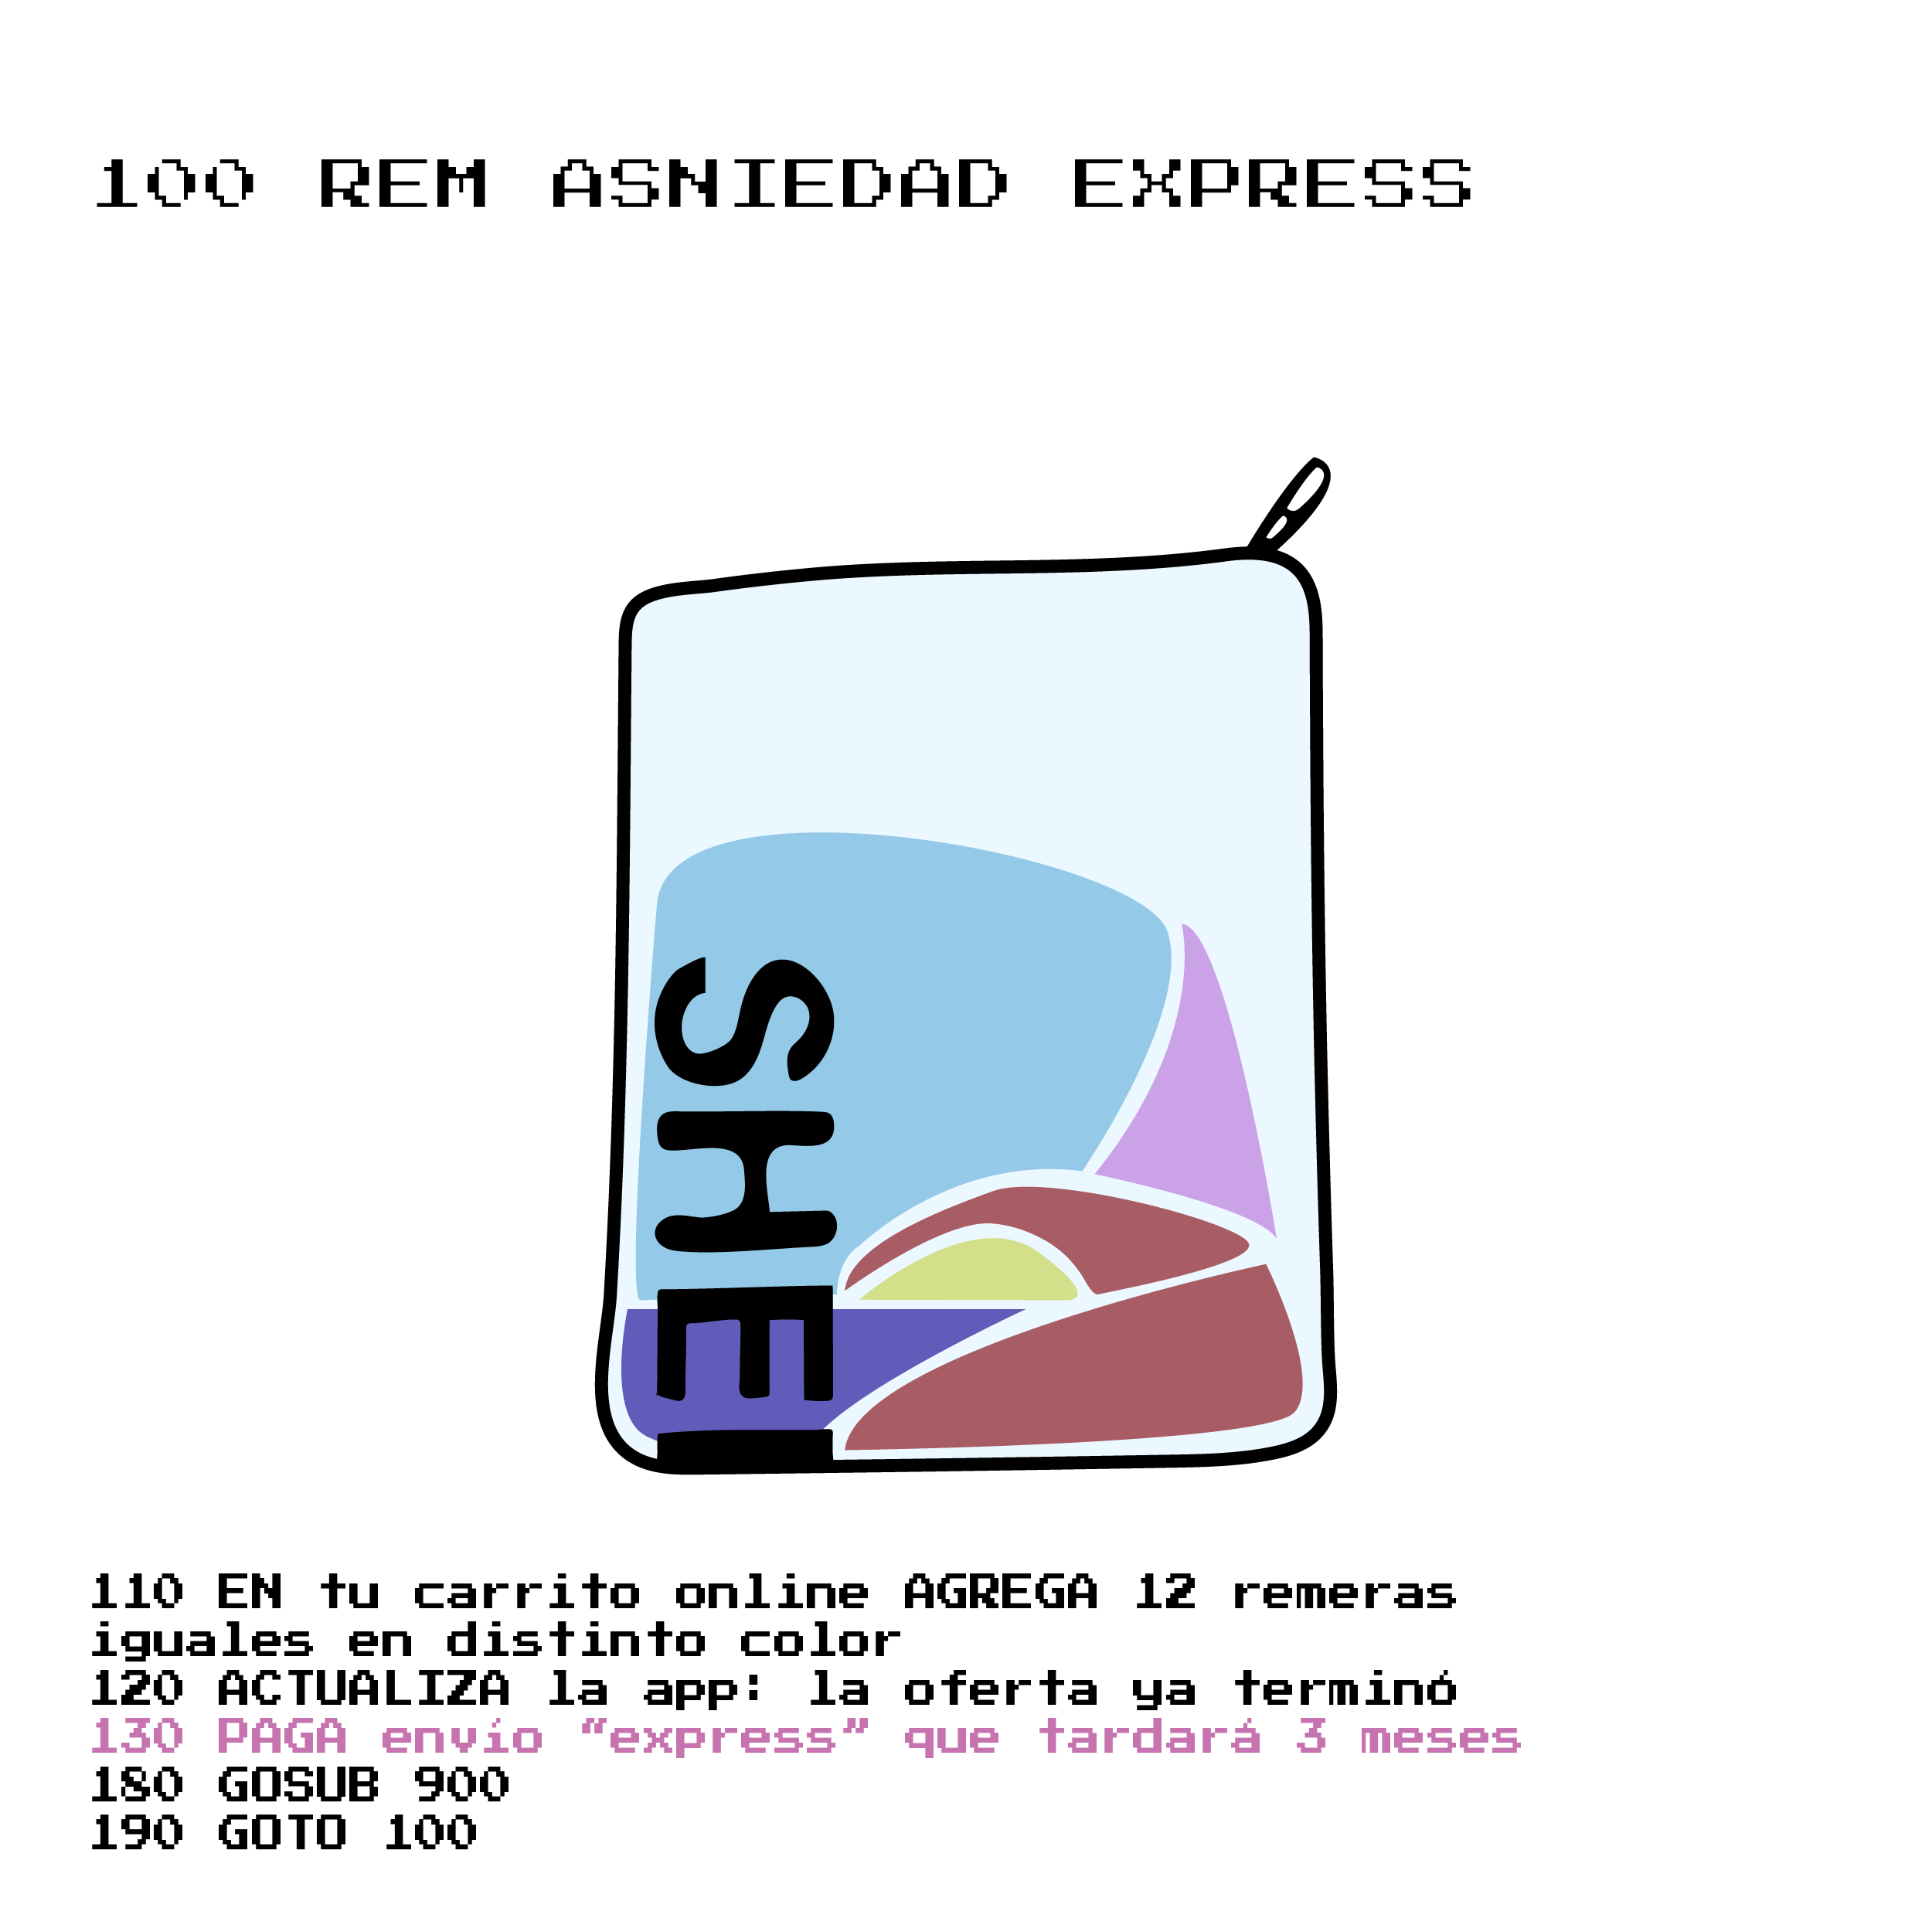 100 REM ASNIEDAD EXPRESS
SHEI
110 EN tu carrito online AGREGA 12 remeras
iguales en distinto color
120 ACTUALIZA la app: la oferta ya terminó
130 PAGA envío “express” que tardará 3 meses
180 GOSUB 900
190 GOTO 100